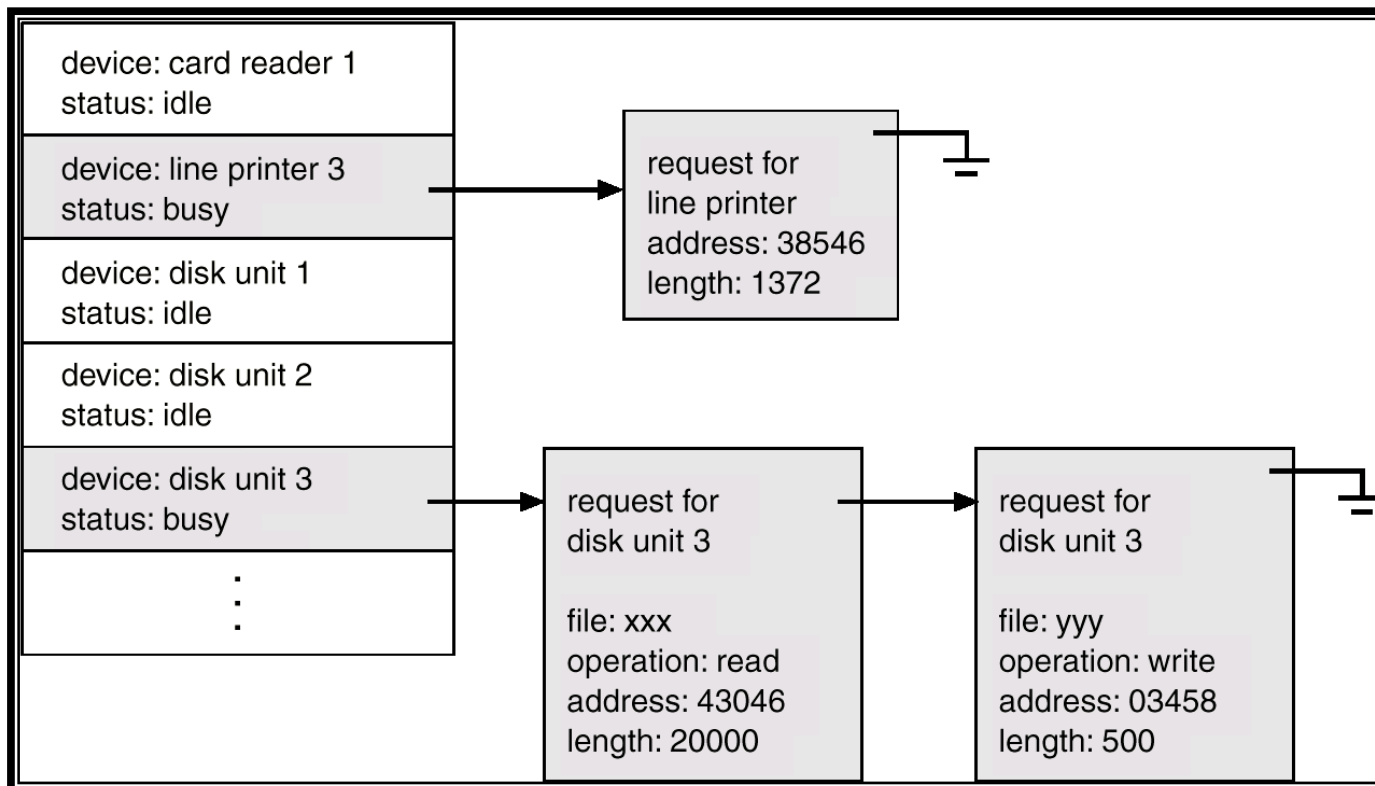 device: card reader 1
status: idle
device: line printer 3
status: busy
device: disk unit 1
status: idle
device: disk unit 2
status: idle
device: disk unit 3
status: busy
request for
line printer
address: 38546
length: 1372
request for
disk unit 3
file: xxx
operation: read
address: 43046
length: 20000
request for
disk unit 3
file: yyy
operation: write
address: 03458
length: 500